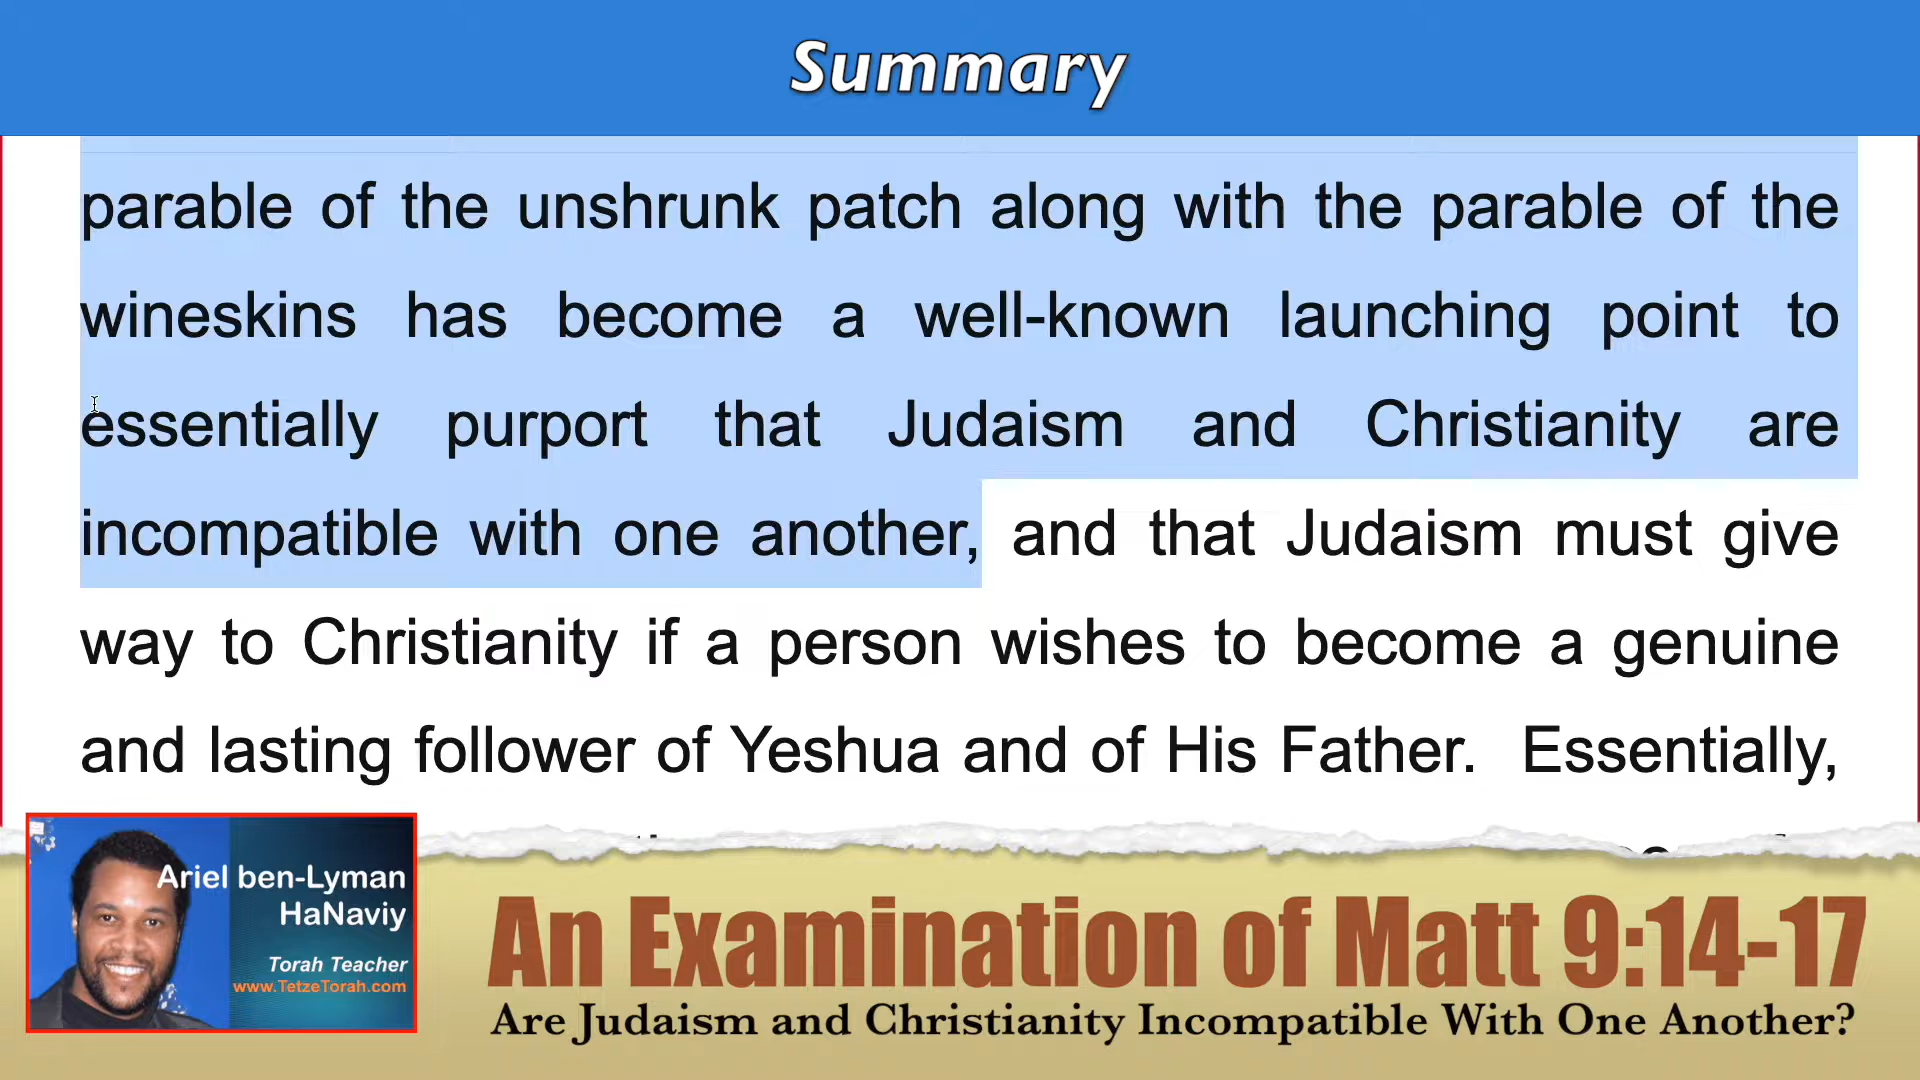 Summary
parable of the unshrunk patch along with the parable of the
wineskins has become a well-known launching point to
essentially purport that Judaism and Christianity are
incompatible with one another, and that Judaism must give
way to Christianity if a person wishes to become a genuine
and lasting follower of Yeshua and of His Father. Essentially,
Ariel ben-Lyman
HaNaviy
Torah Teacher
www.TetzeTorah.com
An Examination of Matt 9:14-17
Are Judaism and Christianity Incompatible With One Another?